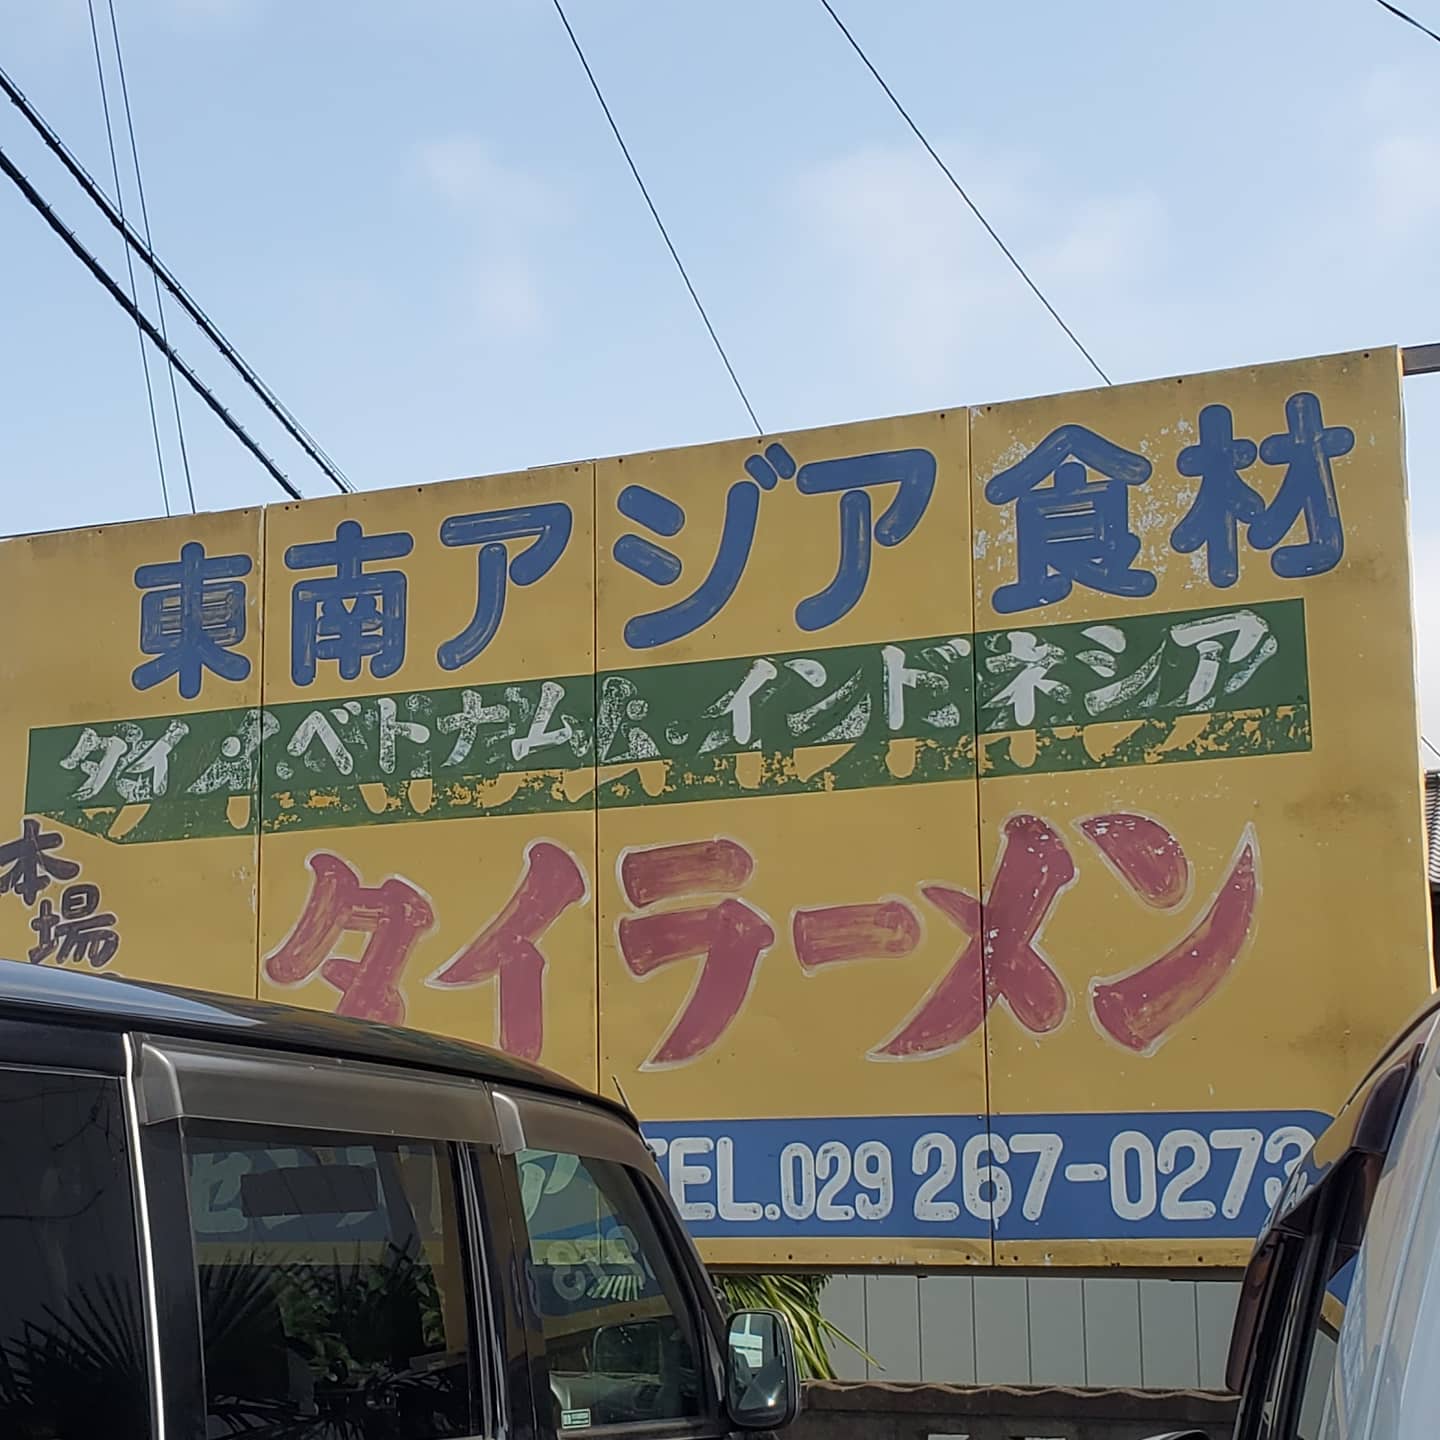 東南アジア食材
タイ・ベトナム・インドネシア
本場
タイラーメン
TEL.029 267-0273